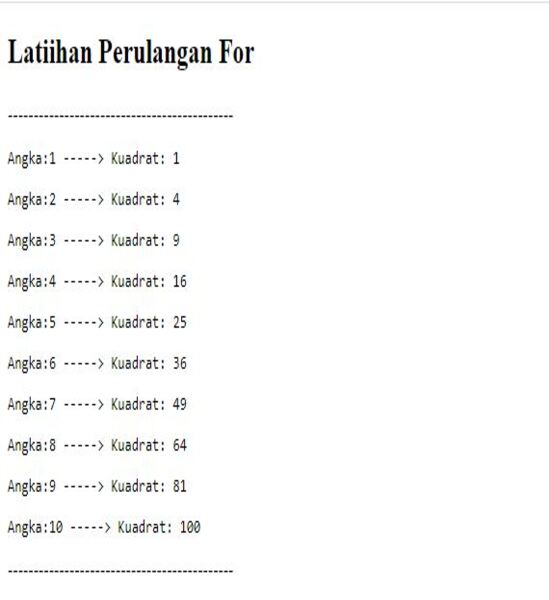 Latiihan Perulangan For
---------------------------------------------
Angka:1 -----> Kuadrat: 1
Angka:2 -----> Kuadrat: 4
Angka:3 -----> Kuadrat: 9
Angka:4 -----> Kuadrat: 16
Angka:5 -----> Kuadrat: 25
Angka:6 -----> Kuadrat: 36
Angka:7 -----> Kuadrat: 49
Angka:8 -----> Kuadrat: 64
Angka:9 -----> Kuadrat: 81
Angka:10 -----> Kuadrat: 100
---------------------------------------------